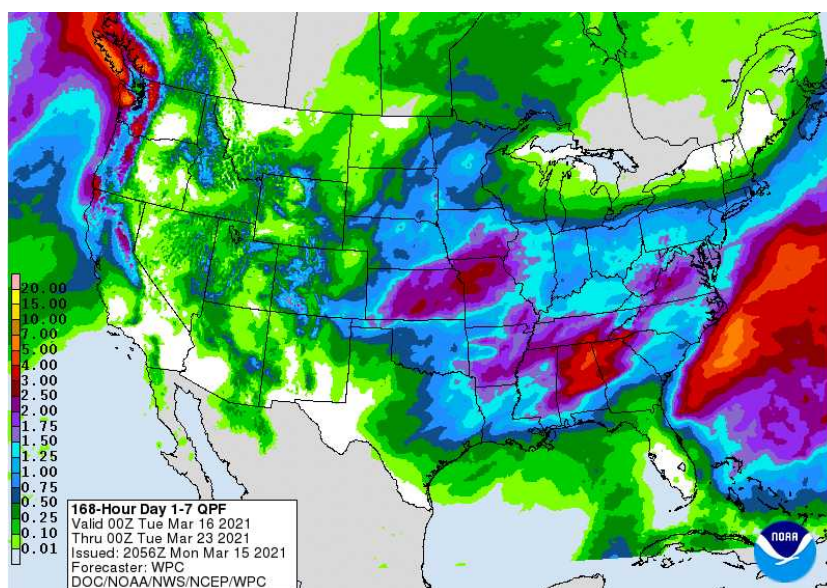 20.00
15.00
10.00
7.00
5.00
4.00
3.00
2.50
2.00
1.75
1.50
1.25
1.00
0.75
0.50
0.25
0.10
0.01
168-Hour Day 1-7 QPF
Valid 00Z Tue Mar 16 2021
Thru 00Z Tue Mar 23 2021
Issued: 2056Z Mon Mar 15 2021
Forecaster: WPC
DOC/NOAA/NWS/NCEP/WPC
NOAA